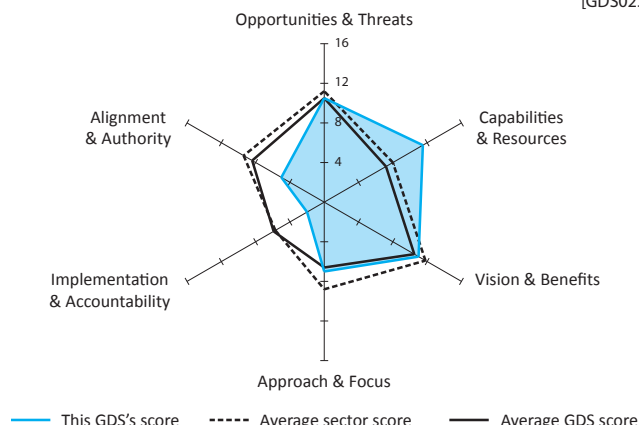 Opportunities & Threats
16
12
8
4
Alignment
& Authority
Capabilities
& Resources
Implementation
& Accountability
Vision & Benefits
Approach & Focus
This GDS's score
Average sector score
Average GDS score